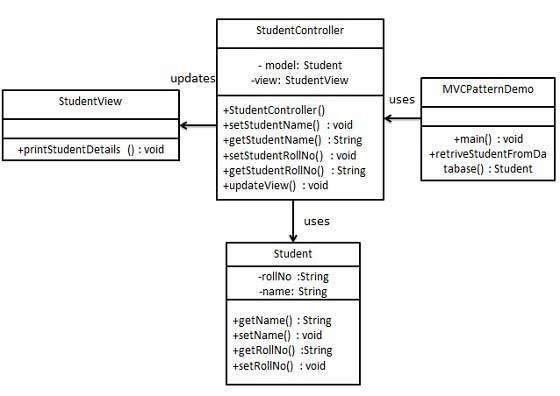 StudentController
- model: Student
-view: StudentView
+StudentController()
+setStudentName() : void
+getStudentName() : String
+setStudentRollNo() : void
+getStudentRollNo() : String
+updateView() : void
updates
StudentView
+printStudentDetails () : void
uses
MVCPatternDemo
+main() : void
+retriveStudentFromDa
tabase() : Student
uses
Student
-rollNo :String
-name: String
+getName() : String
+setName() : void
+getRollNo() :String
+setRollNo() : void